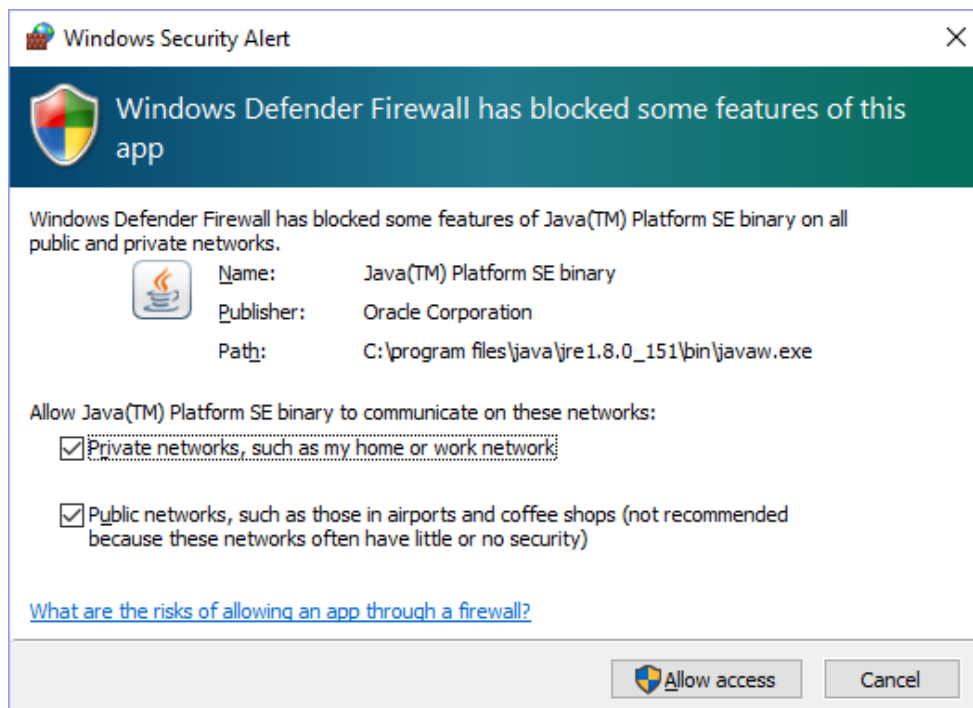 Windows Security Alert
Windows Defender Firewall has blocked some features of this
app
Windows Defender Firewall has blocked some features of Java(TM) Platform SE binary on all
public and private networks.
Name: Java(TM) Platform SE binary
Publisher: Oracle Corporation
Path: C:\program files\java\jre1.8.0_151\bin\javaw.exe
Allow Java(TM) Platform SE binary to communicate on these networks:
Private networks, such as my home or work network
Public networks, such as those in airports and coffee shops (not recommended
because these networks often have little or no security)
What are the risks of allowing an app through a firewall?
Allow access Cancel